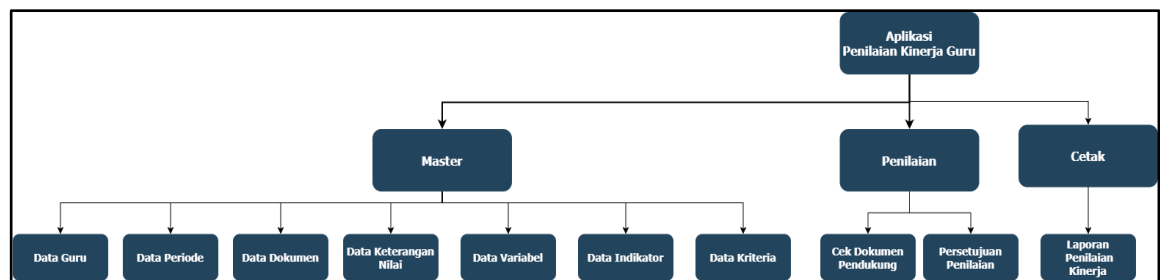 Aplikasi
Penilaian Kinerja Guru
Master
Penilaian
Cetak
Data Guru
Data Periode
Data Dokumen
Data Keterangan
Nilai
Data Variabel
Data Indikator
Data Kriteria
Cek Dokumen
Pendukung
Persetujuan
Penilaian
Laporan
Penilaian
Kinerja